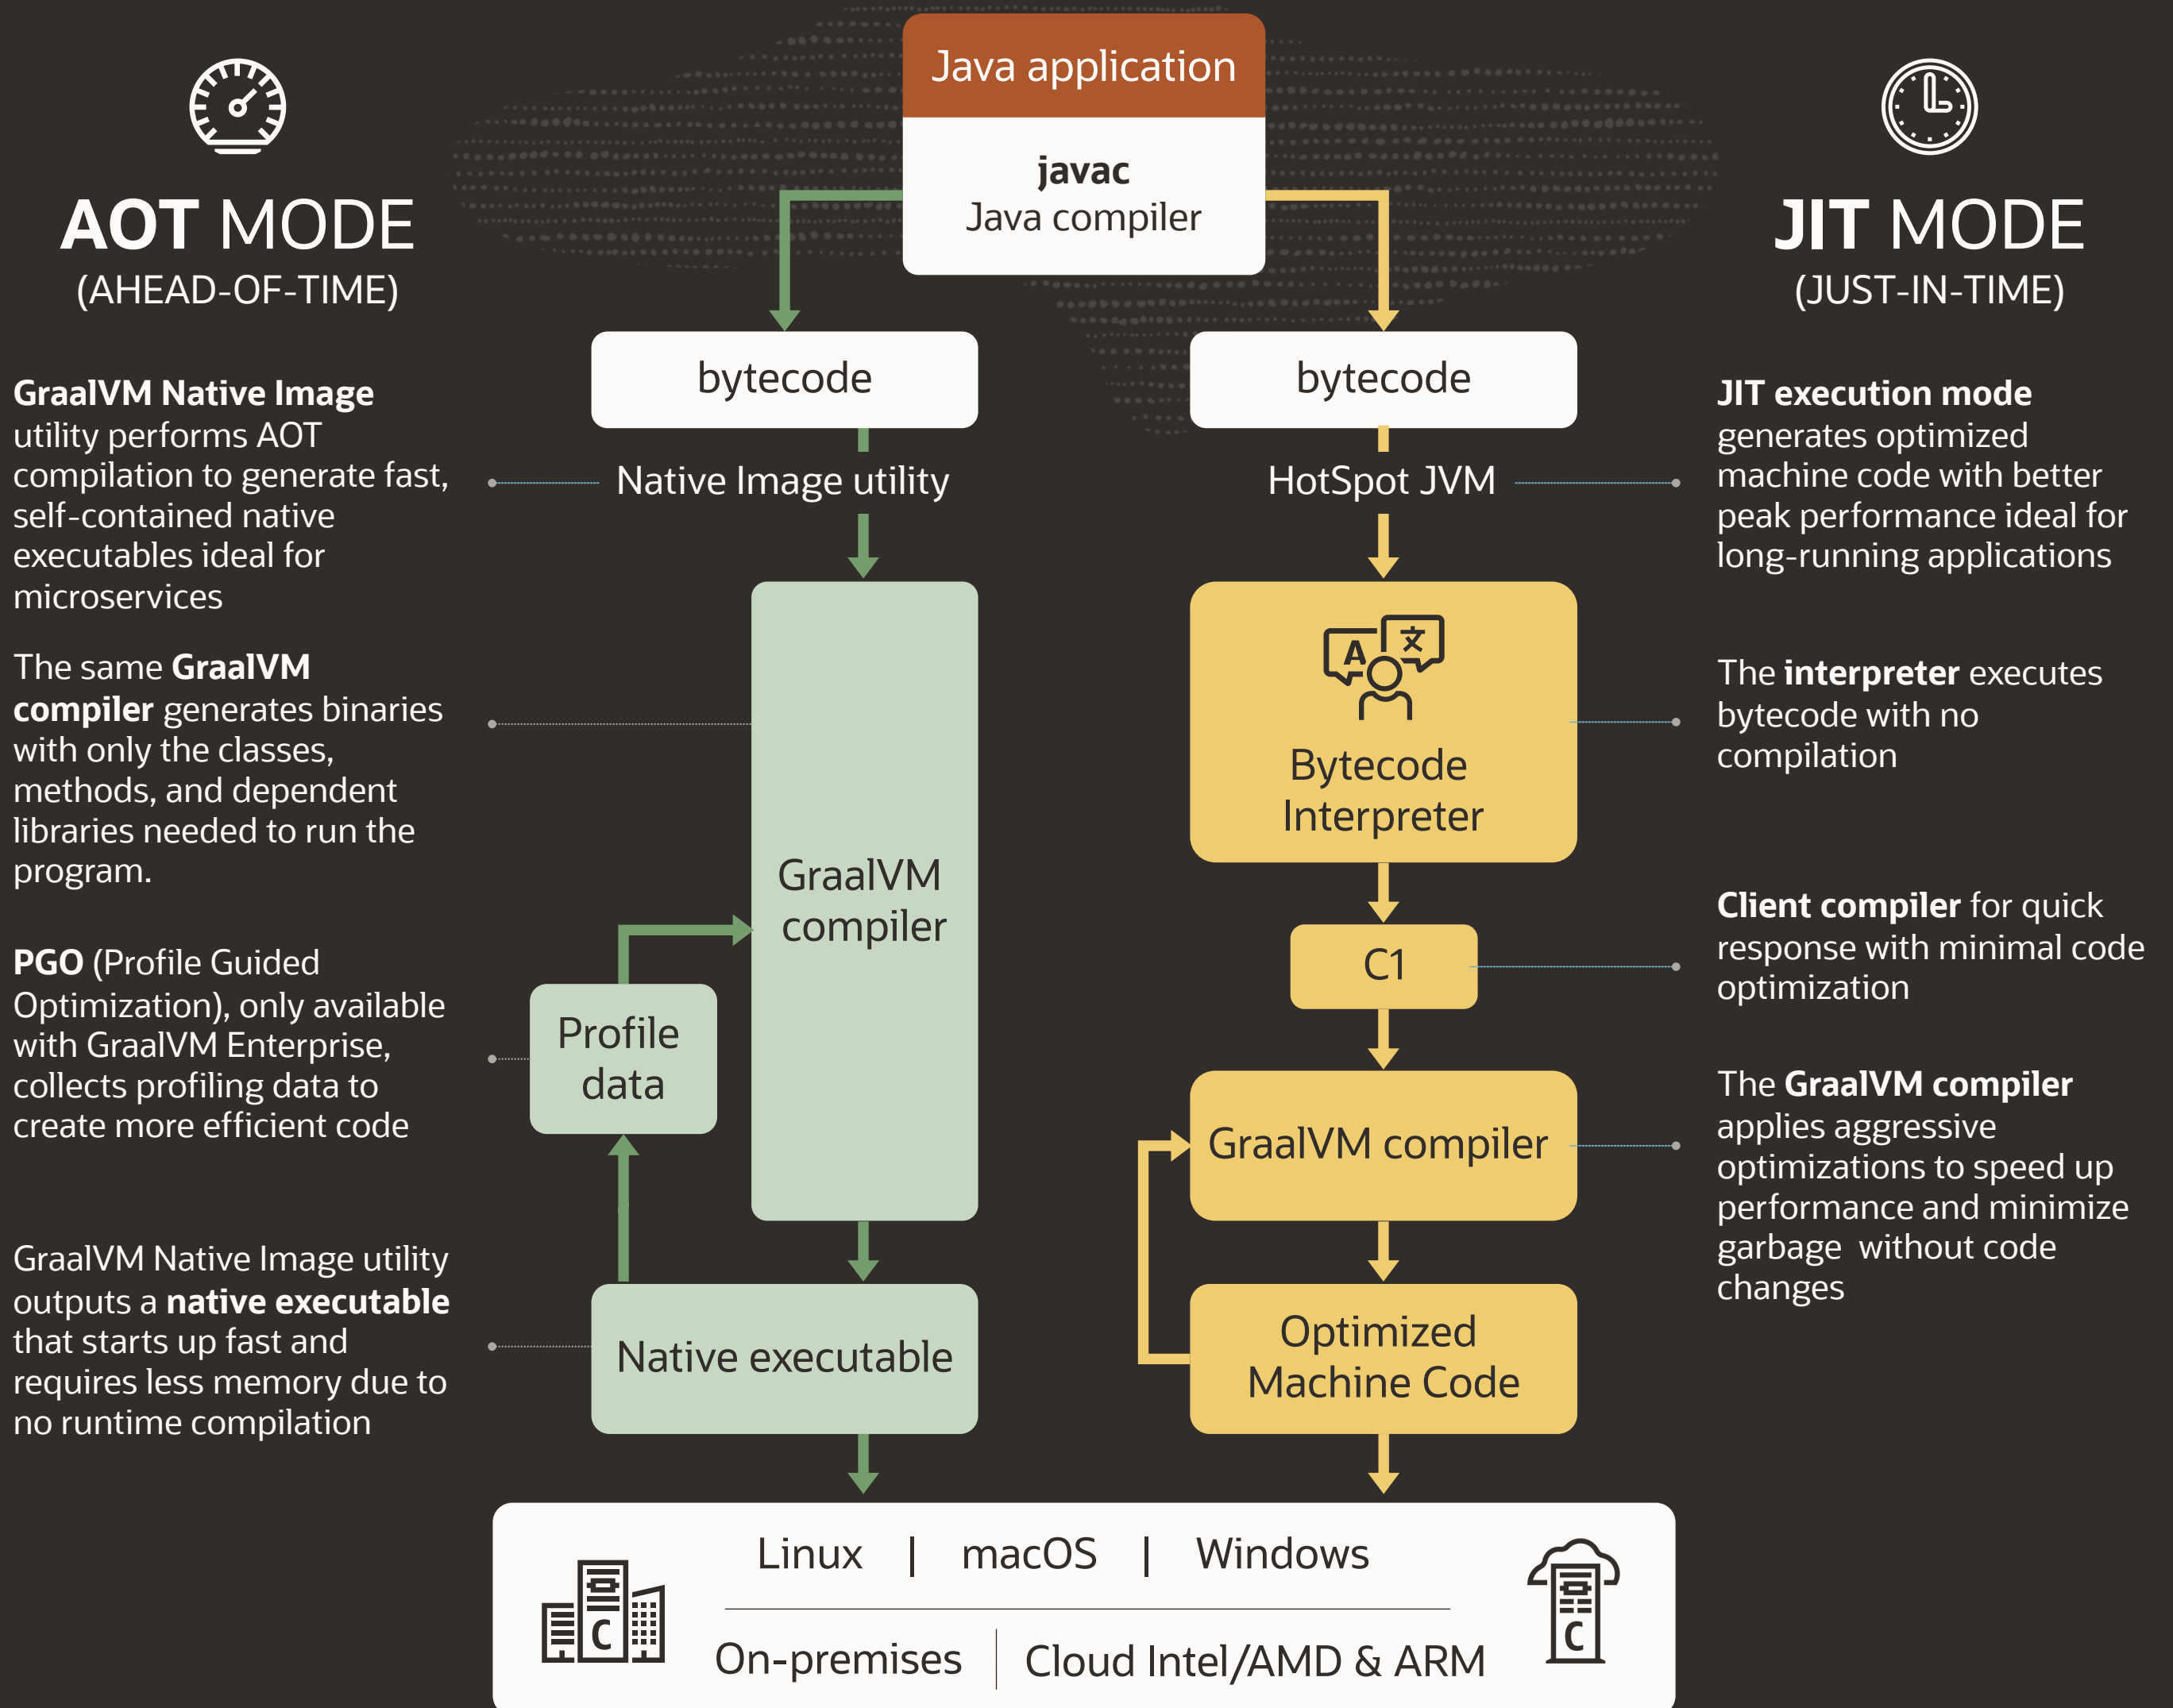 Java application
javac
Java compiler
AOT MODE
(AHEAD-OF-TIME)
GraalVM Native Image
utility performs AOT
compilation to generate fast,
self-contained native
executables ideal for
microservices
The same GraalVM
compiler generates binaries
with only the classes,
methods, and dependent
libraries needed to run the
program.
PGO (Profile Guided
Optimization), only available
with GraalVM Enterprise,
collects profiling data to
create more efficient code
GraalVM Native Image utility
outputs a native executable
that starts up fast and
requires less memory due to
no runtime compilation
bytecode
Native Image utility
GraalVM
compiler
Profile
data
Native executable
bytecode
HotSpot JVM
A 文
Bytecode
Interpreter
C1
GraalVM compiler
Optimized
Machine Code
JIT MODE
(JUST-IN-TIME)
JIT execution mode
generates optimized
machine code with better
peak performance ideal for
long-running applications
The interpreter executes
bytecode with no
compilation
Client compiler for quick
response with minimal code
optimization
The GraalVM compiler
applies aggressive
optimizations to speed up
performance and minimize
garbage  without code
changes
Linux | macOS | Windows
On-premises | Cloud Intel/AMD & ARM
C
C